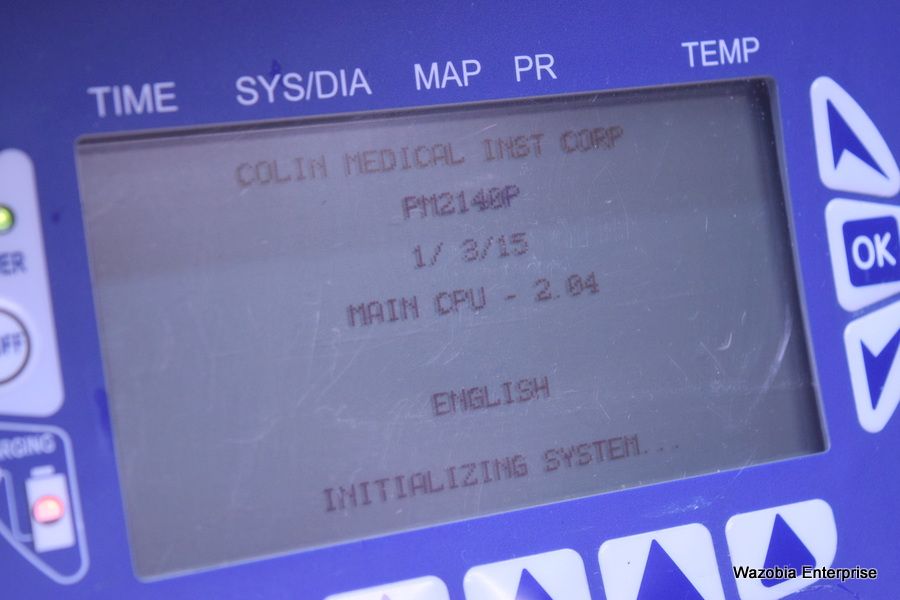 TIME SYS/DIA MAP PR TEMP
COLIN MEDICAL INST CORP
PM2140P
1/ 3/15
MAIN CPU - 2.04
ENGLISH
INITIALIZING SYSTEM...
OK
Wazobia Enterprise